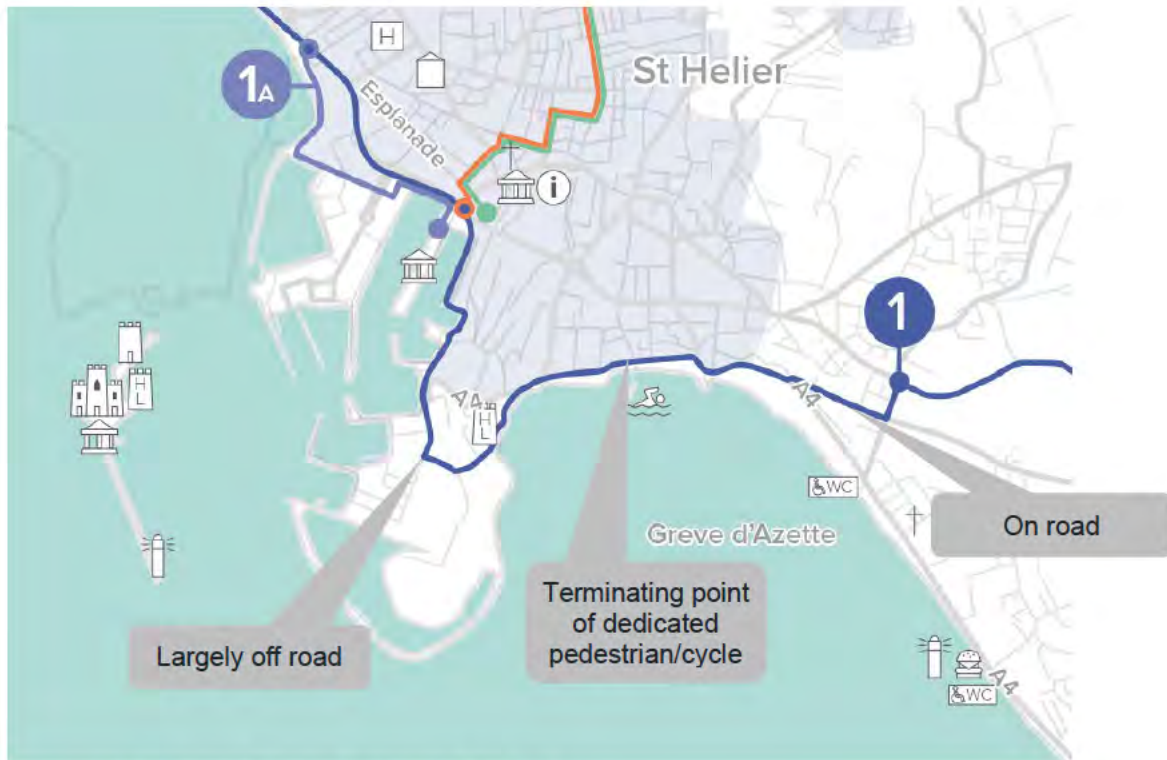 H
St Helier
1A
Esplanade
i
1
A4
A4
H
L
H
L
WC
Greve d'Azette
On road
Terminating point
of dedicated
pedestrian/cycle
Largely off road
A4
WC